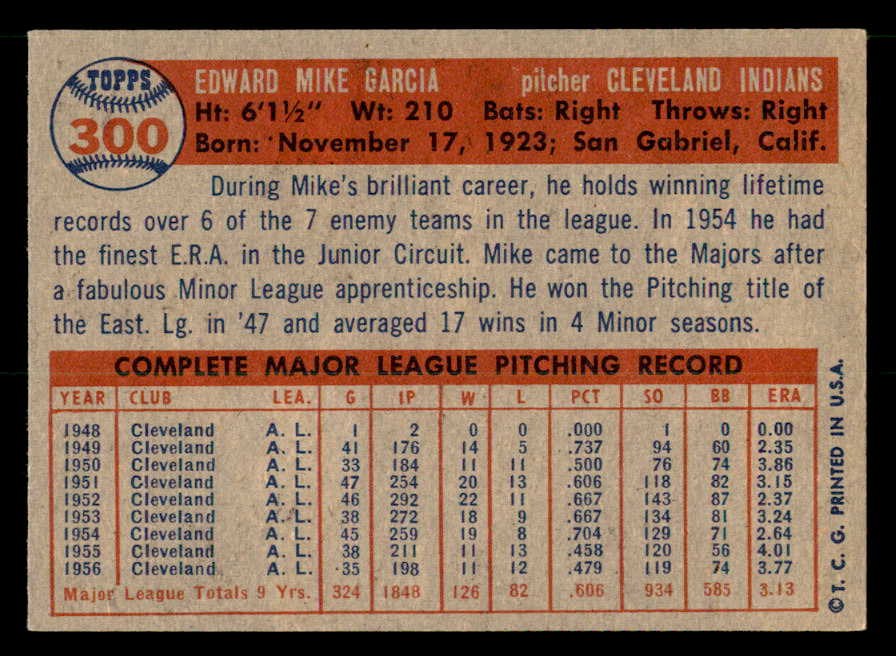 TOPPS
300
EDWARD MIKE GARCIA pitcher CLEVELAND INDIANS
Ht: 6'1½" Wt: 210 Bats: Right Throws: Right
Born: November 17, 1923; San Gabriel, Calif.
During Mike's brilliant career, he holds winning lifetime
records over 6 of the 7 enemy teams in the league. In 1954 he had
the finest E.R.A. in the Junior Circuit. Mike came to the Majors after
a fabulous Minor League apprenticeship. He won the Pitching title of
the East. Lg. in '47 and averaged 17 wins in 4 Minor seasons.
COMPLETE MAJOR LEAGUE PITCHING RECORD
YEAR CLUB LEA. G IP W L PCT SO BB ERA
1948 Cleveland A. L. 1 2 0 0 .000 1 0 0.00
1949 Cleveland A. L. 41 176 14 5 .737 94 60 2.35
1950 Cleveland A. L. 33 184 11 11 .500 76 74 3.86
1951 Cleveland A. L. 47 254 20 13 .606 118 82 3.15
1952 Cleveland A. L. 46 292 22 11 .667 143 87 2.37
1953 Cleveland A. L. 38 272 18 9 .667 134 81 3.24
1954 Cleveland A. L. 45 259 19 8 .704 129 71 2.64
1955 Cleveland A. L. 38 211 11 13 .458 120 56 4.01
1956 Cleveland A. L. 35 198 11 12 .479 119 74 3.77
Major League Totals 9 Yrs. 324 1848 126 82 .606 934 585 3.13
© T. C. G. PRINTED IN U.S.A.